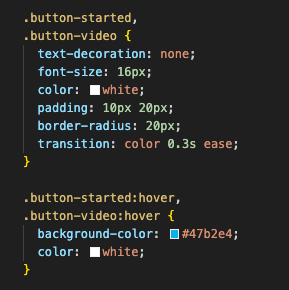 .button-started,
.button-video {
text-decoration: none;
font-size: 16px;
color: white;
padding: 10px 20px;
border-radius: 20px;
transition: color 0.3s ease;
}
.button-started:hover,
.button-video:hover {
background-color: #47b2e4;
color: white;
}